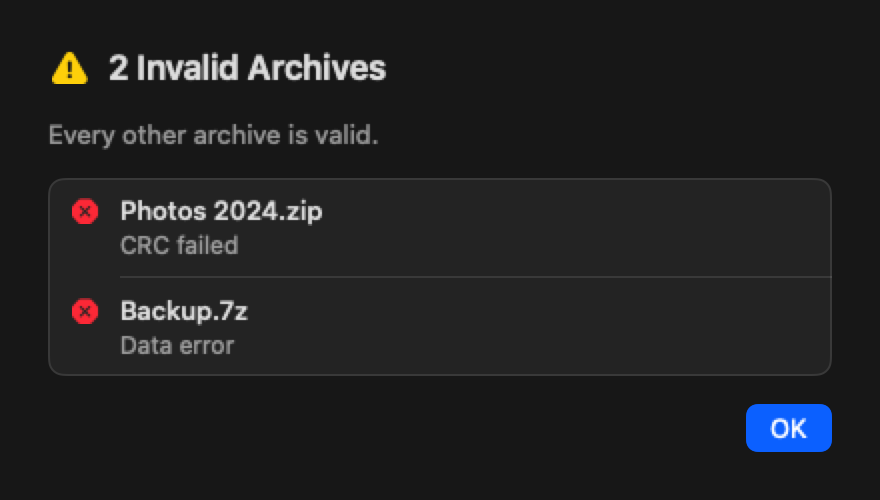 2 Invalid Archives
Every other archive is valid.
Photos 2024.zip
CRC failed
Backup.7z
Data error
OK